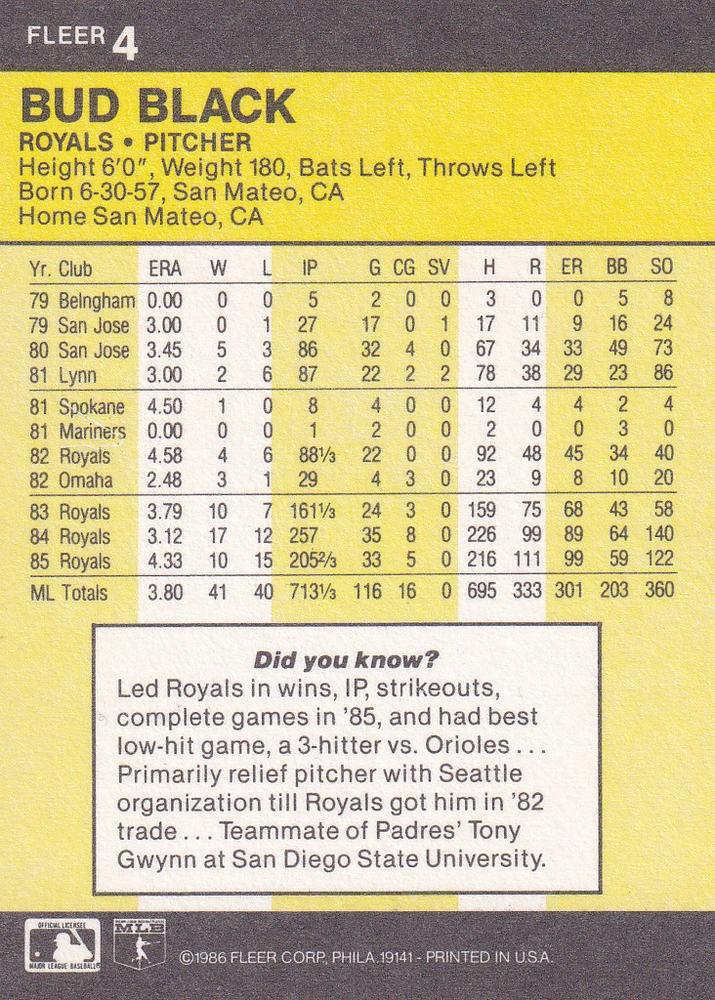 FLEER 4
BUD BLACK
ROYALS • PITCHER
Height 6'0", Weight 180, Bats Left, Throws Left
Born 6-30-57, San Mateo, CA
Home San Mateo, CA
Yr. Club ERA W L IP G CG SV H R ER BB SO
79 Belngham 0.00 0 0 5 2 0 0 3 0 0 5 8
79 San Jose 3.00 0 1 27 17 0 1 17 11 9 16 24
80 San Jose 3.45 5 3 86 32 4 0 67 34 33 49 73
81 Lynn 3.00 2 6 87 22 2 2 78 38 29 23 86
81 Spokane 4.50 1 0 8 4 0 0 12 4 4 2 4
81 Mariners 0.00 0 0 1 2 0 0 2 0 0 3 0
82 Royals 4.58 4 6 88⅓ 22 0 0 92 48 45 34 40
82 Omaha 2.48 3 1 29 4 3 0 23 9 8 10 20
83 Royals 3.79 10 7 161⅓ 24 3 0 159 75 68 43 58
84 Royals 3.12 17 12 257 35 8 0 226 99 89 64 140
85 Royals 4.33 10 15 205⅔ 33 5 0 216 111 99 59 122
ML Totals 3.80 41 40 713⅓ 116 16 0 695 333 301 203 360
Did you know?
Led Royals in wins, IP, strikeouts,
complete games in '85, and had best
low-hit game, a 3-hitter vs. Orioles . . .
Primarily relief pitcher with Seattle
organization till Royals got him in '82
trade . . . Teammate of Padres' Tony
Gwynn at San Diego State University.
OFFICIAL LICENSEE
MAJOR LEAGUE BASEBALL
MLB
©1986 FLEER CORP., PHILA. 19141 - PRINTED IN U.S.A.